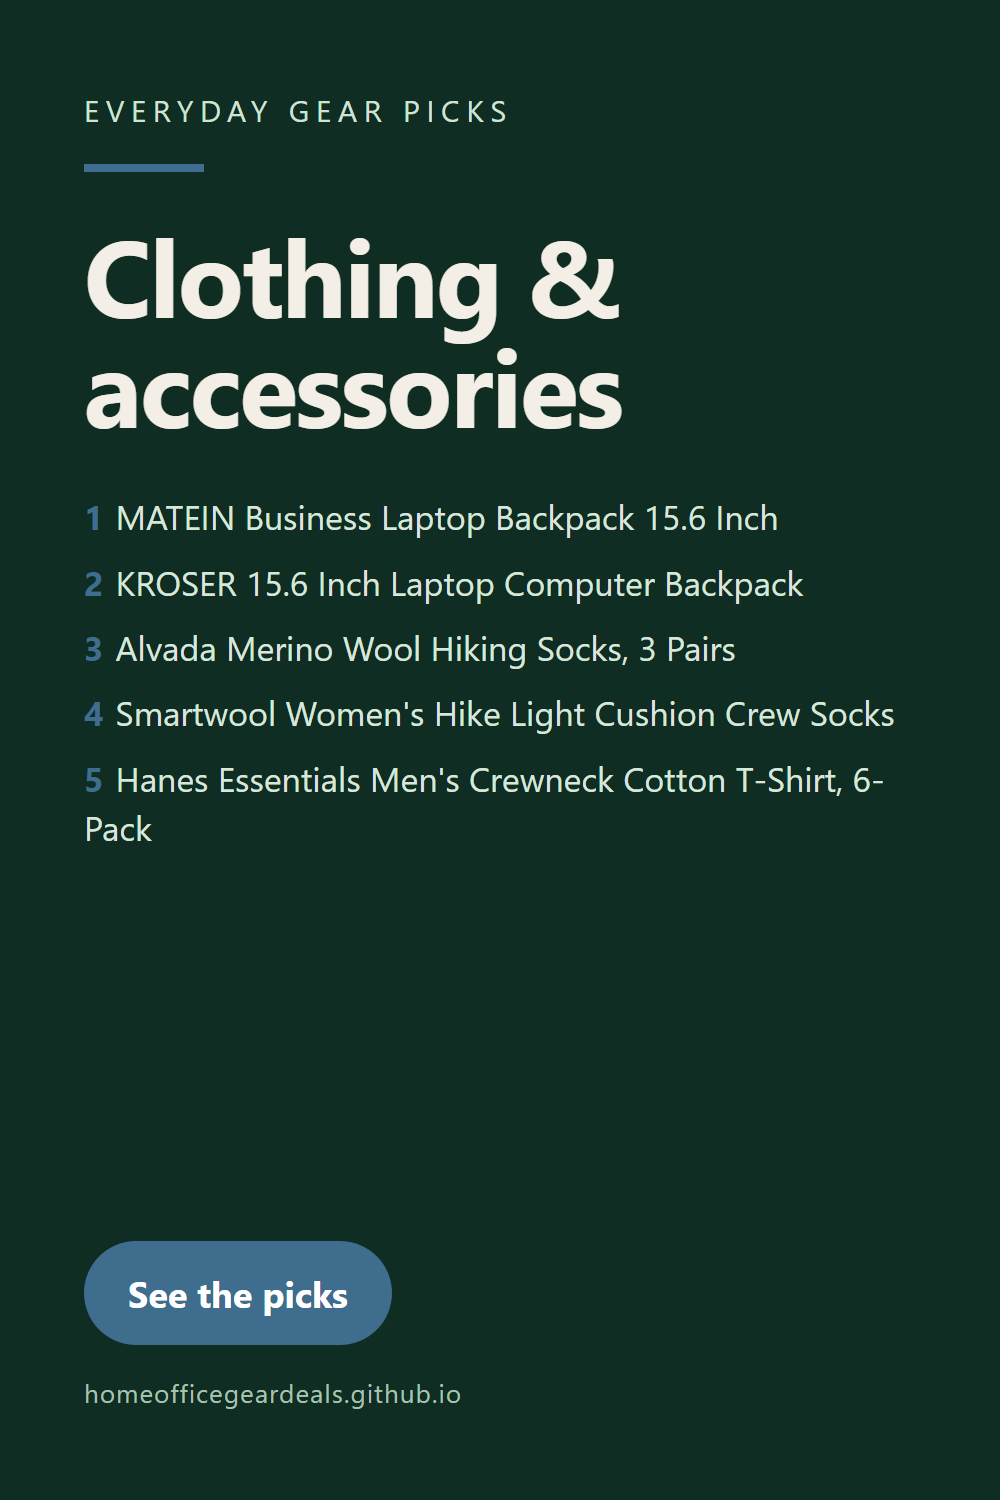 EVERYDAY GEAR PICKS
Clothing &
accessories
1 MATEIN Business Laptop Backpack 15.6 Inch
2 KROSER 15.6 Inch Laptop Computer Backpack
3 Alvada Merino Wool Hiking Socks, 3 Pairs
4 Smartwool Women's Hike Light Cushion Crew Socks
5 Hanes Essentials Men's Crewneck Cotton T-Shirt, 6-
Pack
See the picks
homeofficegeardeals.github.io